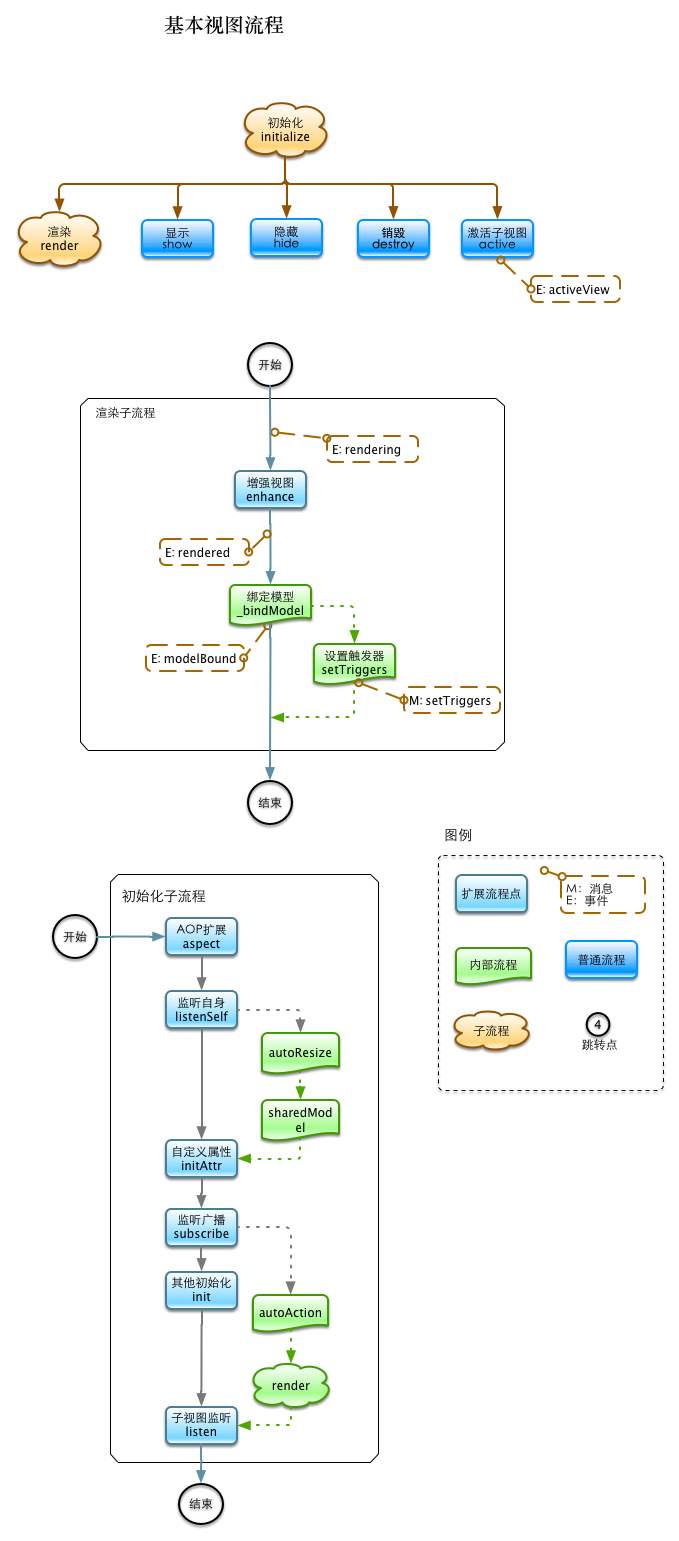 基本视图流程
初始化
initialize
渲染
render
显示
show
隐藏
hide
销毁
destroy
激活子视图
active
E: activeView
开始
渲染子流程
E: rendering
增强视图
enhance
E: rendered
绑定模型
_bindModel
设置触发器
setTriggers
E: modelBound
M: setTriggers
结束
图例
扩展流程点
M: 消息
E: 事件
内部流程
普通流程
子流程
4
跳转点
初始化子流程
开始
AOP扩展
aspect
监听自身
listenSelf
autoResize
sharedMod
el
自定义属性
initAttr
监听广播
subscribe
其他初始化
init
autoAction
render
子视图监听
listen
结束